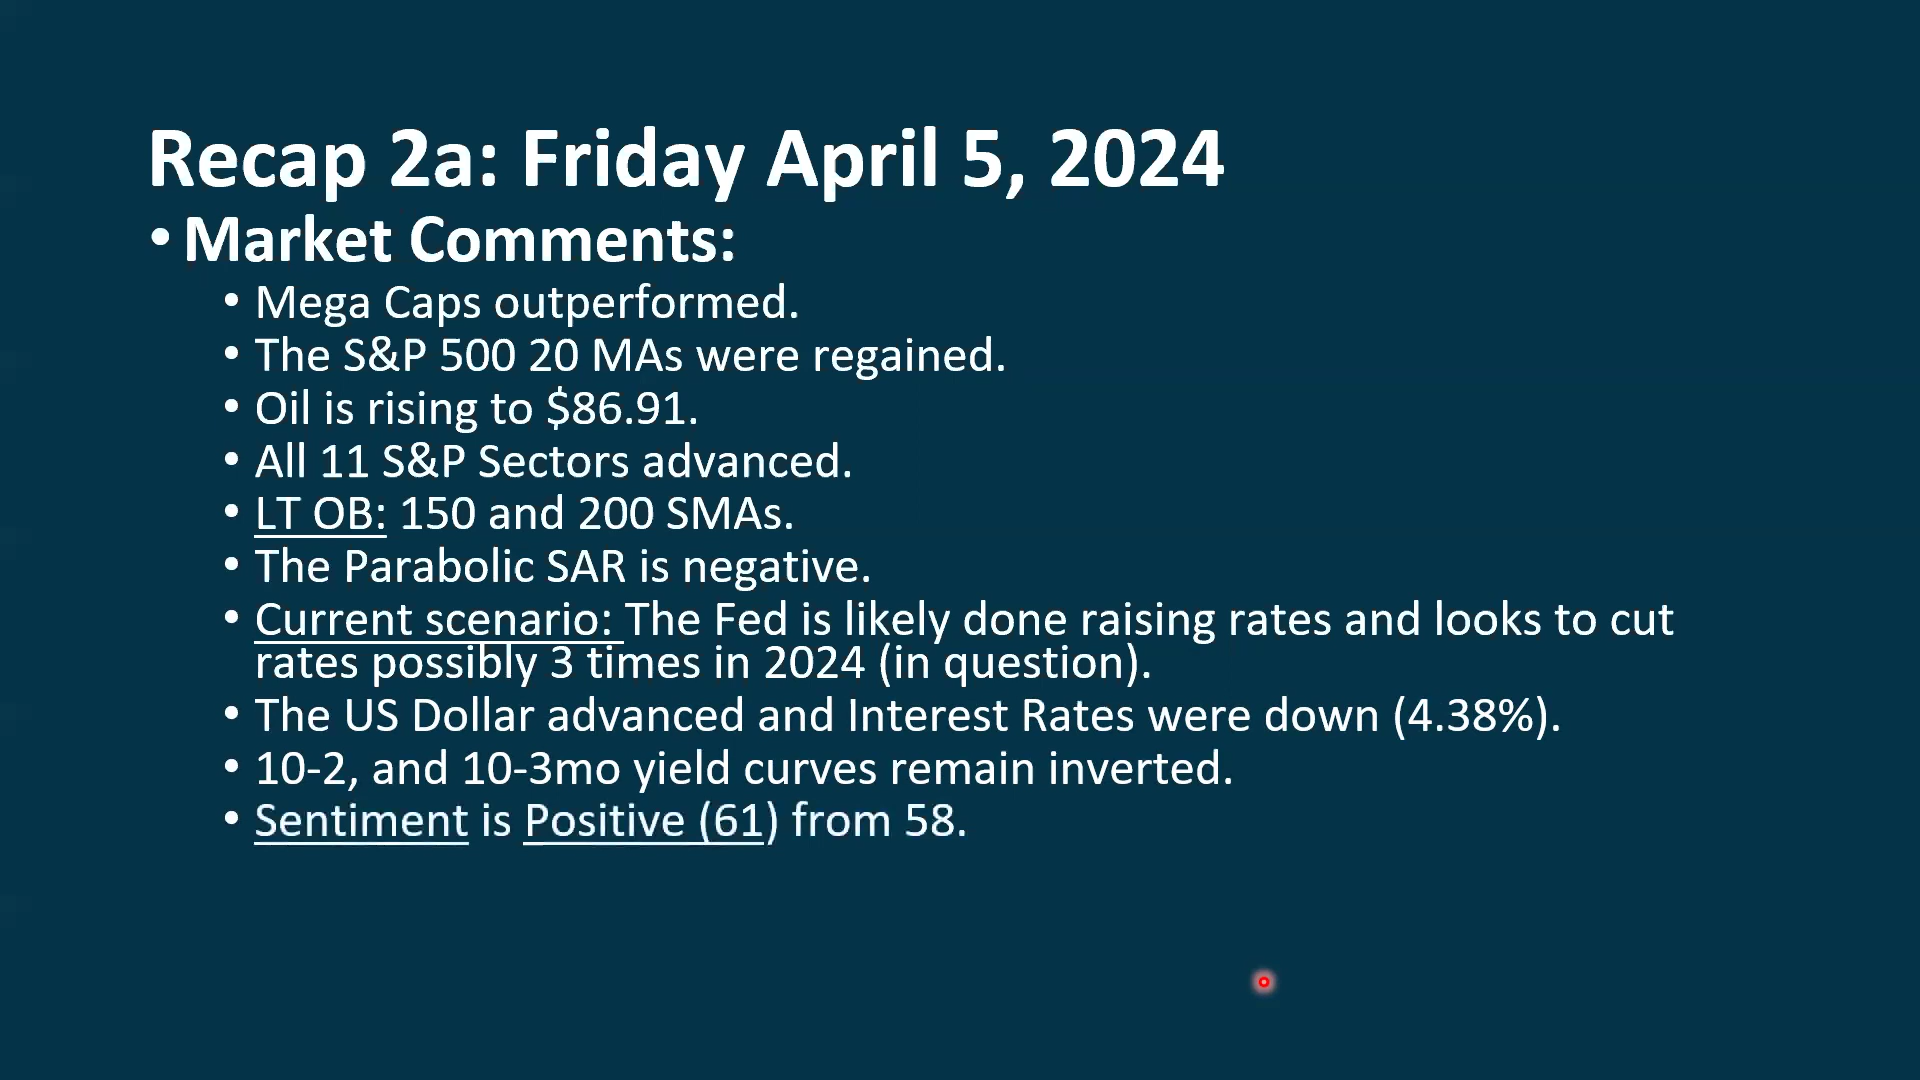 Recap 2a: Friday April 5, 2024
• Market Comments:
• Mega Caps outperformed.
• The S&P 500 20 MAs were regained.
• Oil is rising to $86.91.
• All 11 S&P Sectors advanced.
• LT OB: 150 and 200 SMAs.
• The Parabolic SAR is negative.
• Current scenario: The Fed is likely done raising rates and looks to cut
rates possibly 3 times in 2024 (in question).
• The US Dollar advanced and Interest Rates were down (4.38%).
• 10-2, and 10-3mo yield curves remain inverted.
• Sentiment is Positive (61) from 58.